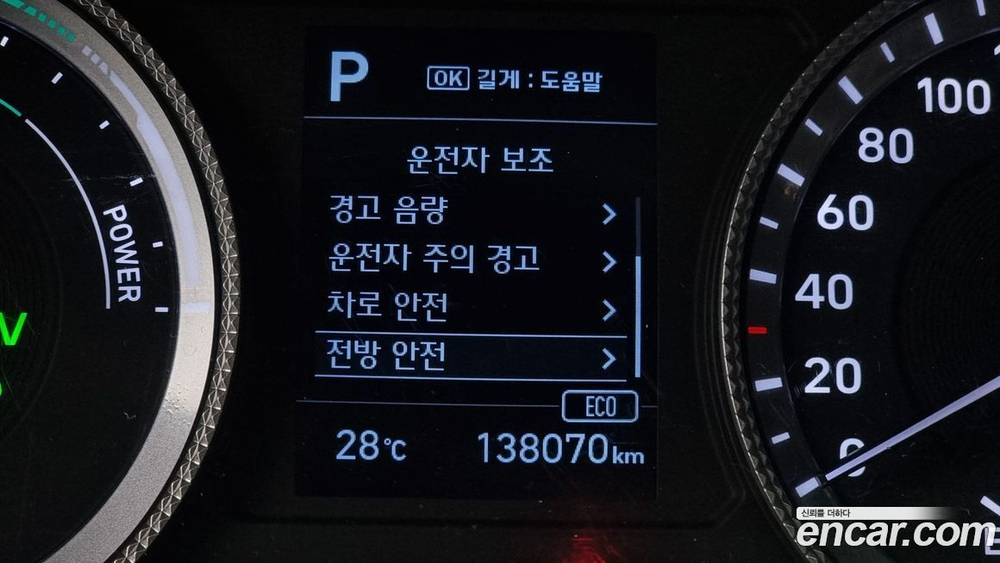 P
OK 길게 : 도움말
운전자 보조
경고 음량
운전자 주의 경고
차로 안전
전방 안전
ECO
28℃
138070km
POWER
V
100
80
60
40
20
0
신뢰를 더하다
encar.com